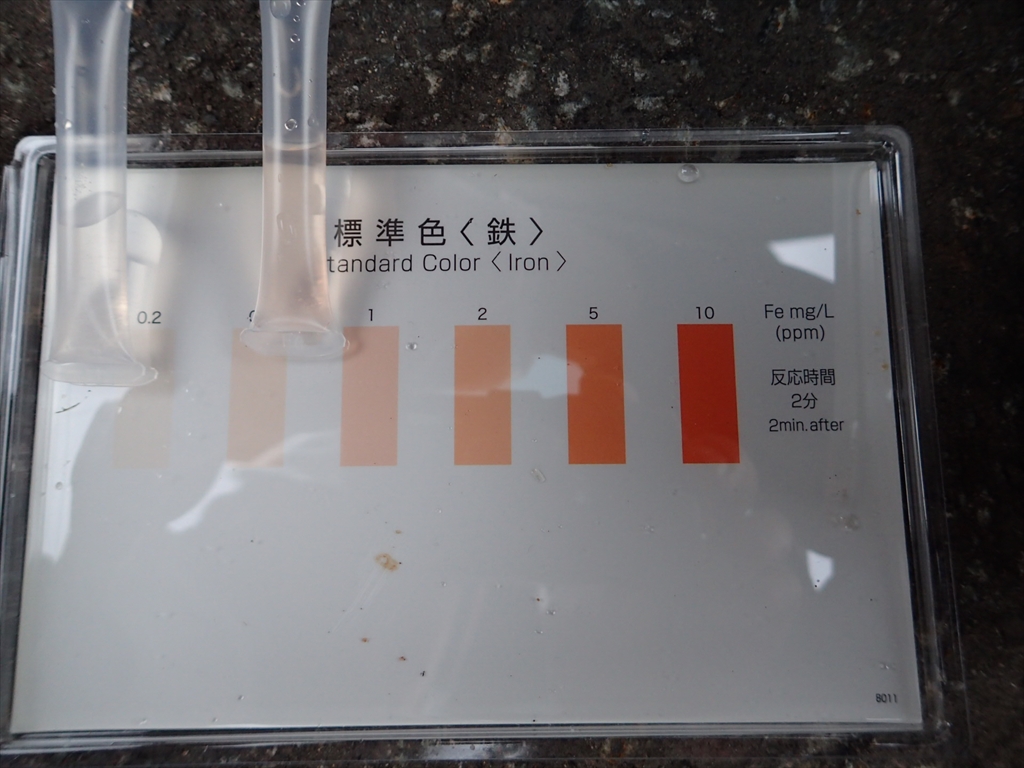 標準色〈鉄〉
tandard Color〈Iron〉
0.2 1 2 5 10 Fe mg/L
(ppm)
反応時間
2分
2min.after
8011